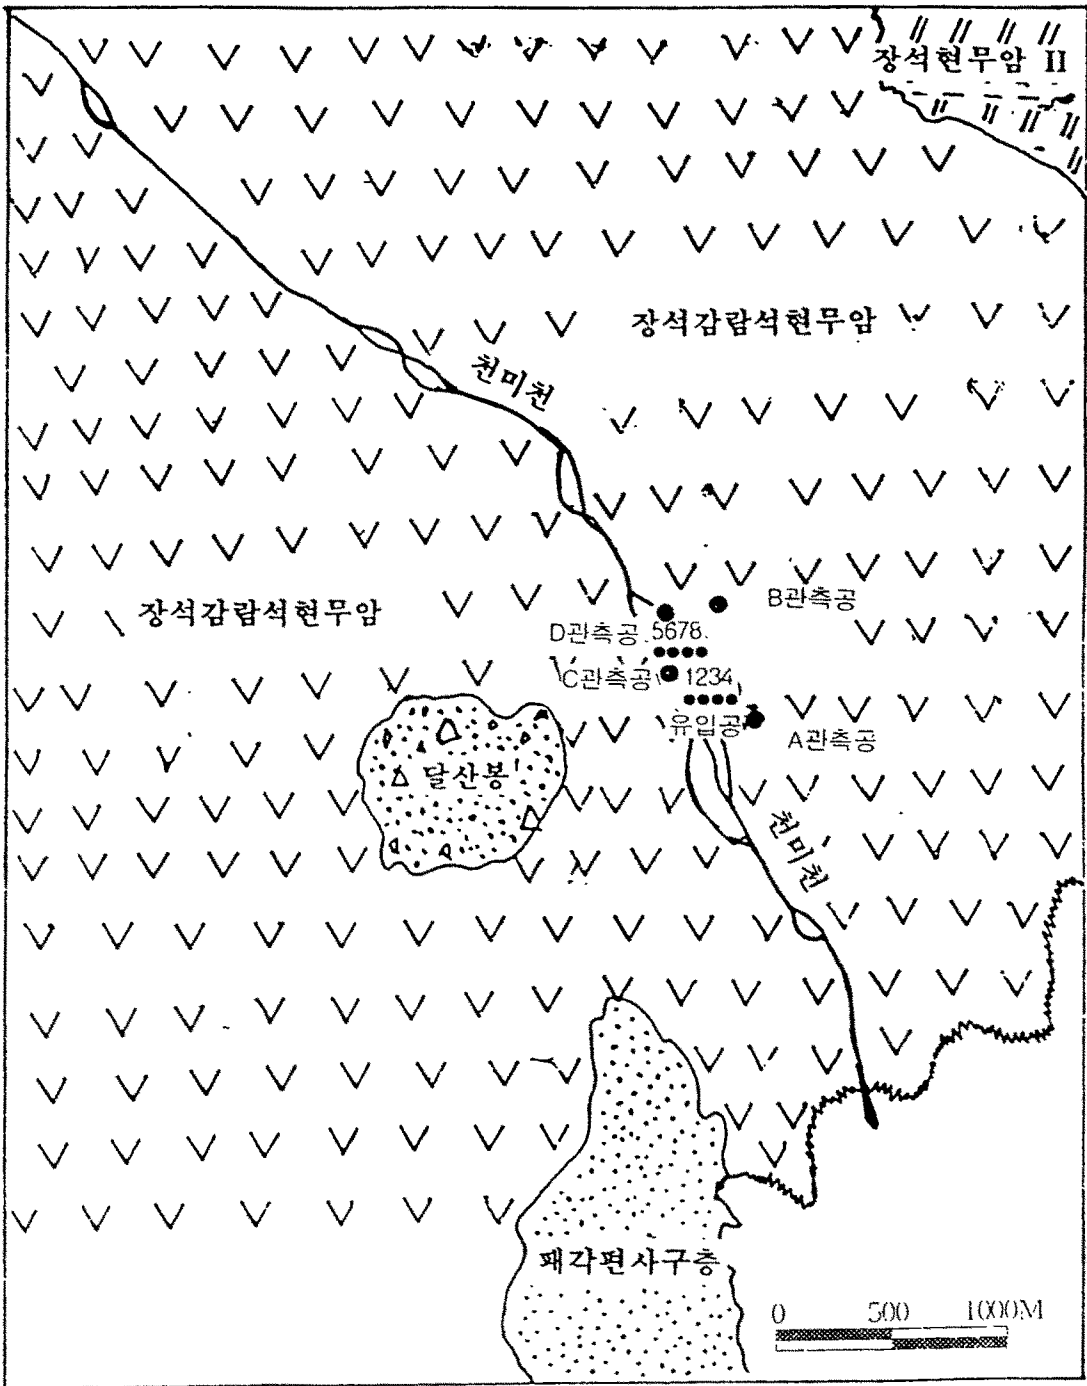 장석현무암 II
장석감람석현무암
천미천
장석감람석현무암
B관측공
D관측공 5678
C관측공 1234
유입공
A관측공
달산봉
천미천
패각편사구층
0 500 1000M